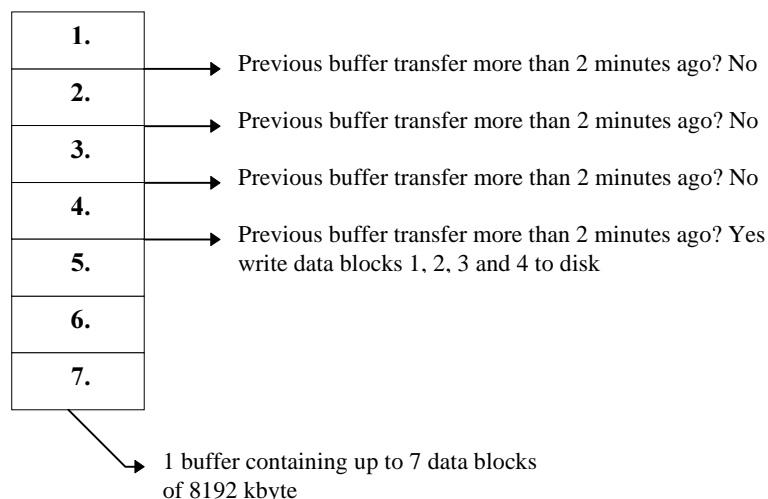 1.
Previous buffer transfer more than 2 minutes ago? No
2.
Previous buffer transfer more than 2 minutes ago? No
3.
Previous buffer transfer more than 2 minutes ago? No
4.
Previous buffer transfer more than 2 minutes ago? Yes
write data blocks 1, 2, 3 and 4 to disk
5.
6.
7.
1 buffer containing up to 7 data blocks
of 8192 kbyte